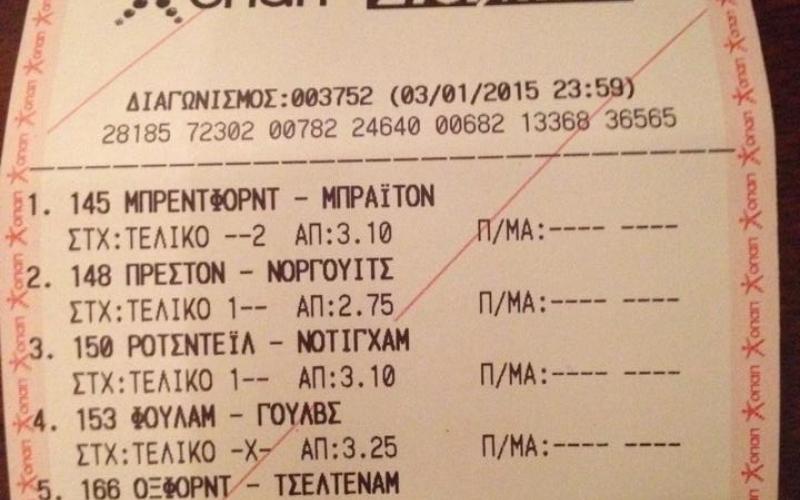 ΔΙΑΓΩΝΙΣΜΟΣ:003752 (03/01/2015 23:59)
28185 72302 00782 24640 00682 13368 36565
1. 145 ΜΠΡΕΝΤΦΟΡΝΤ - ΜΠΡΑΪΤΟΝ
ΣΤΧ:ΤΕΛΙΚΟ --2 ΑΠ:3.10 Π/ΜΑ:---- ----
2. 148 ΠΡΕΣΤΟΝ - ΝΟΡΓΟΥΙΤΣ
ΣΤΧ:ΤΕΛΙΚΟ 1-- ΑΠ:2.75 Π/ΜΑ:---- ----
3. 150 ΡΟΤΣΝΤΕΪΛ - ΝΟΤΙΓΧΑΜ
ΣΤΧ:ΤΕΛΙΚΟ 1-- ΑΠ:3.10 Π/ΜΑ:---- ----
4. 153 ΦΟΥΛΑΜ - ΓΟΥΛΒΣ
ΣΤΧ:ΤΕΛΙΚΟ -Χ- ΑΠ:3.25 Π/ΜΑ:---- ----
5. 166 ΟΞΦΟΡΝΤ - ΤΣΕΛΤΕΝΑΜ